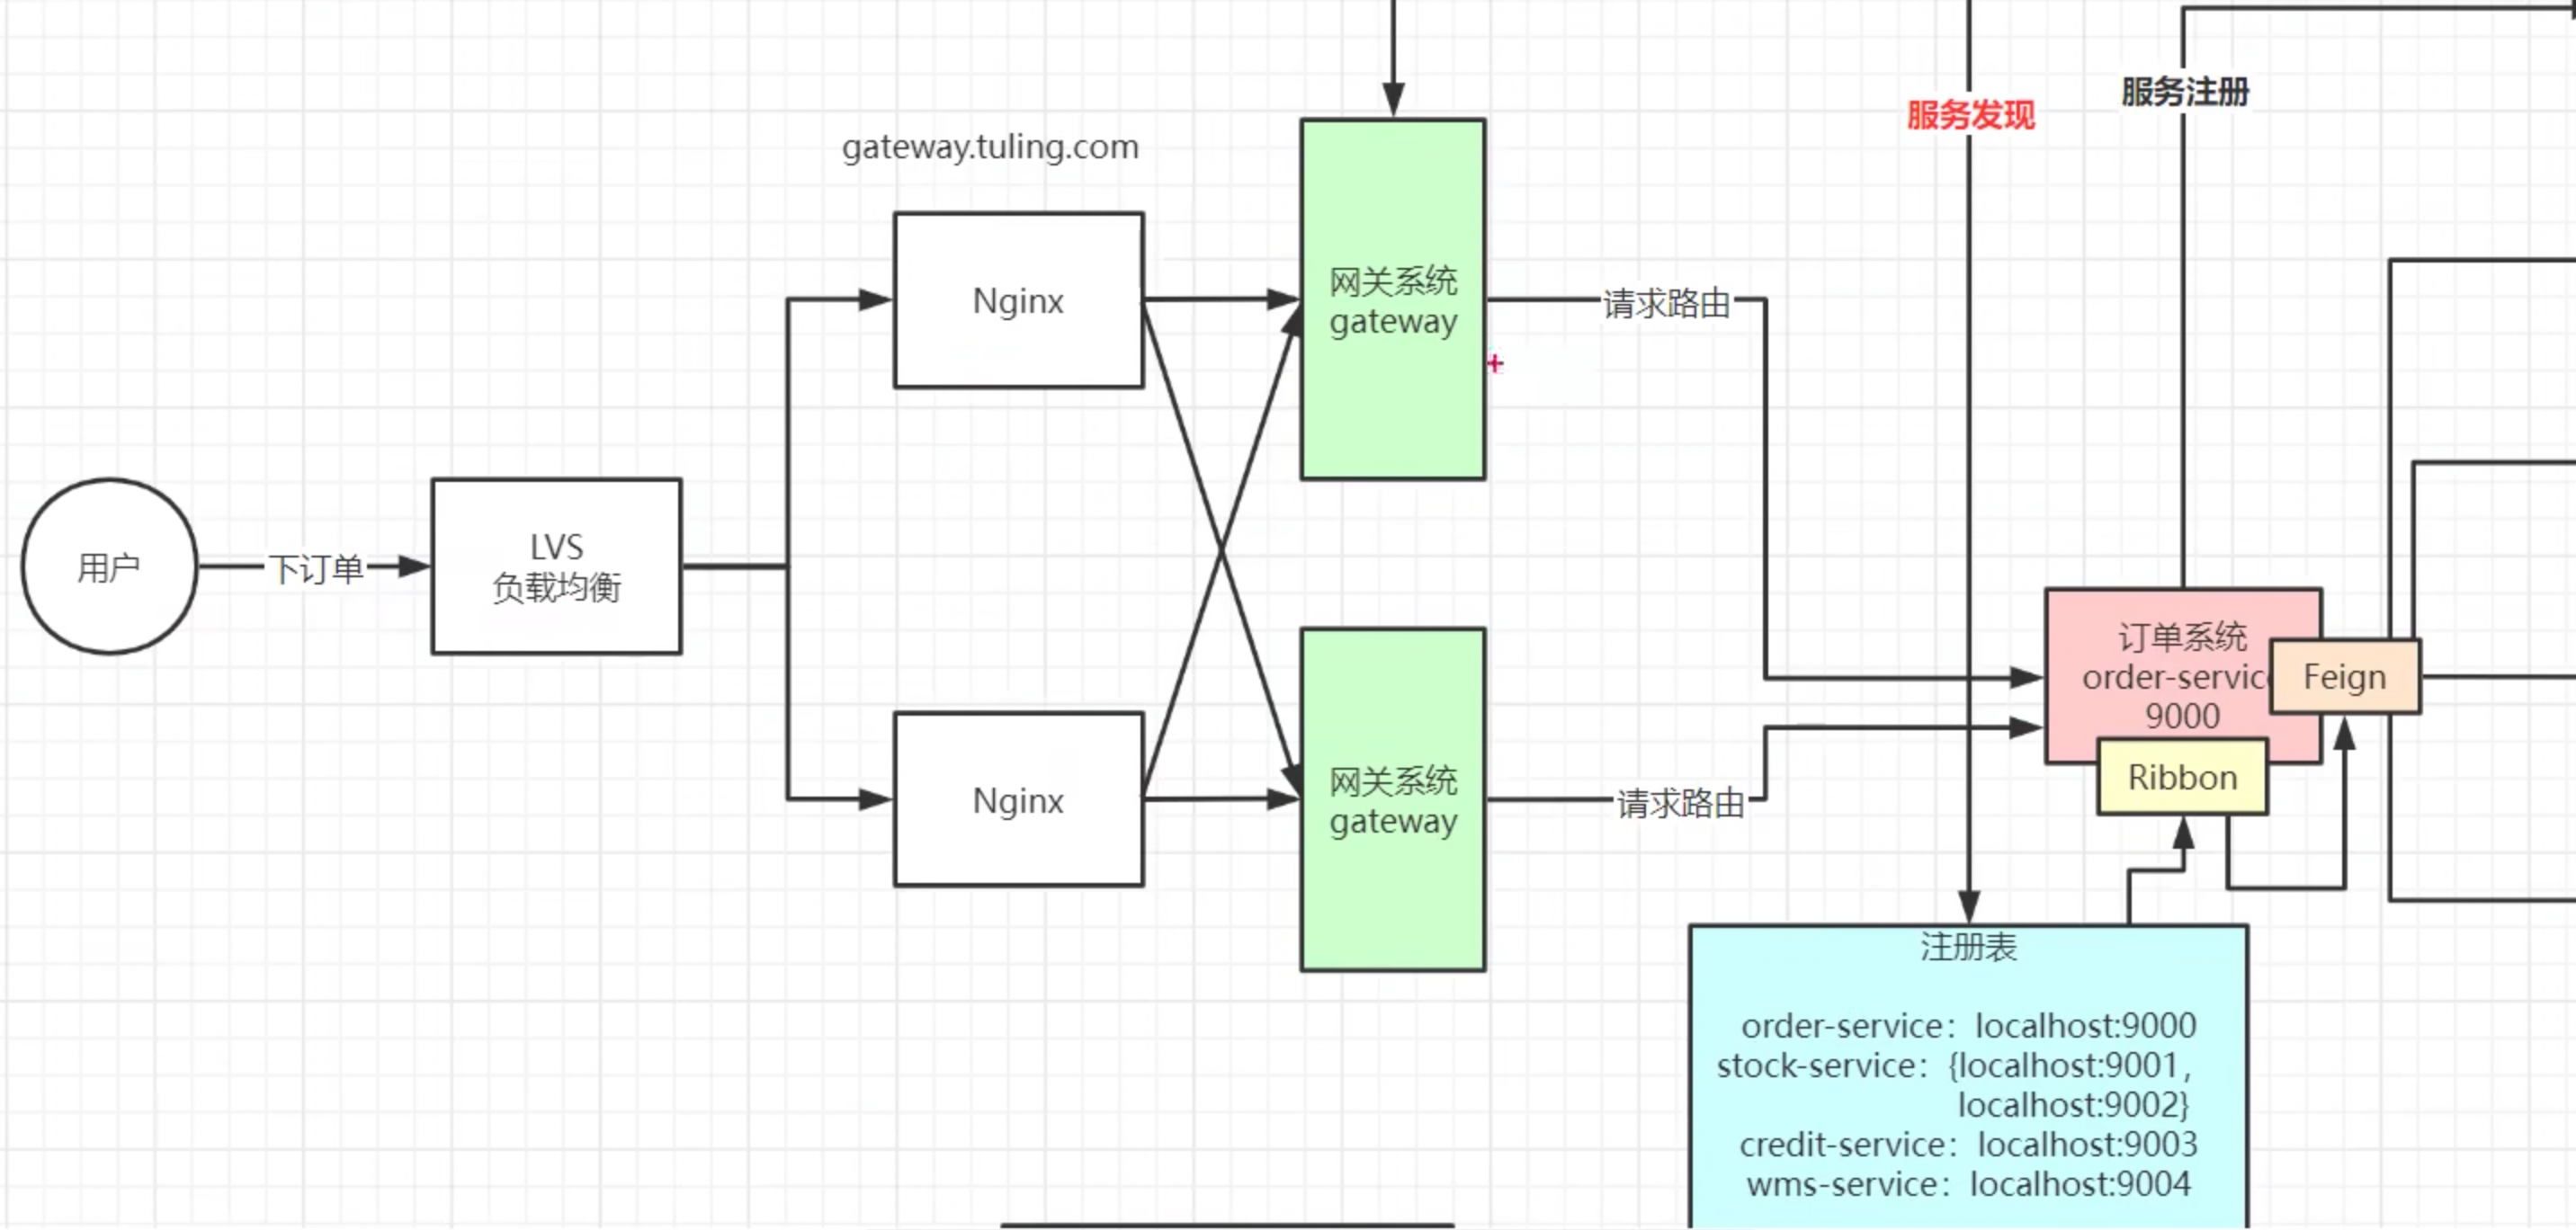 gateway.tuling.com
服务发现
服务注册
Nginx
网关系统
gateway
请求路由
用户
下订单
LVS
负载均衡
订单系统
order-servic
9000
Feign
Ribbon
Nginx
网关系统
gateway
请求路由
注册表
order-service：localhost:9000
stock-service：{localhost:9001，
localhost:9002}
credit-service：localhost:9003
wms-service：localhost:9004